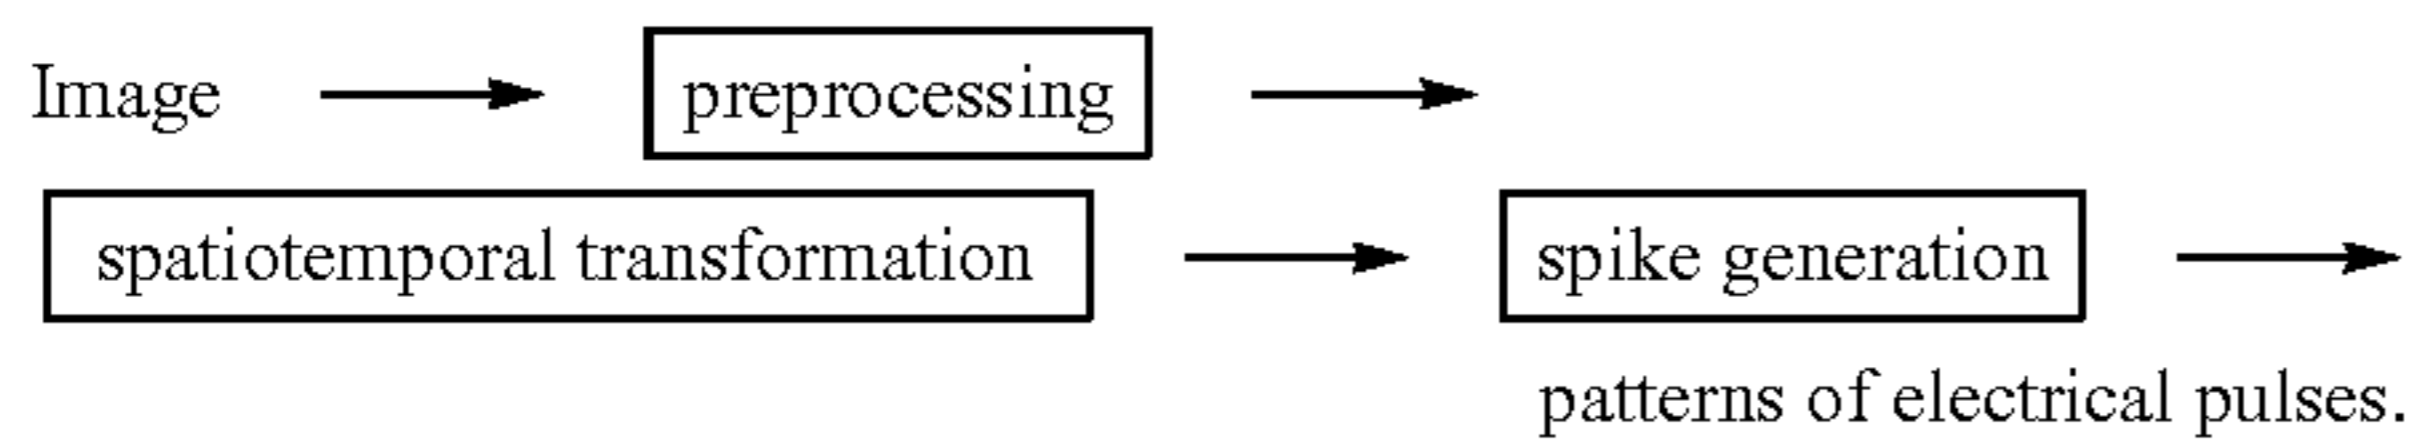 Image preprocessing
spatiotemporal transformation spike generation
patterns of electrical pulses.